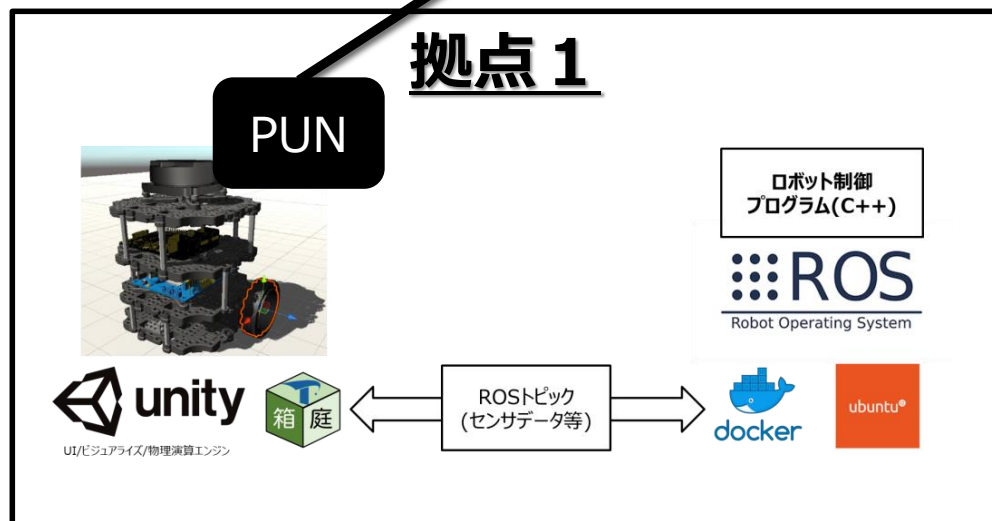 拠点１
PUN
ロボット制御
プログラム(C++)
ROS
Robot Operating System
unity
箱庭
ROSトピック
(センサデータ等)
docker
ubuntu®
UI/ビジュアライズ/物理演算エンジン